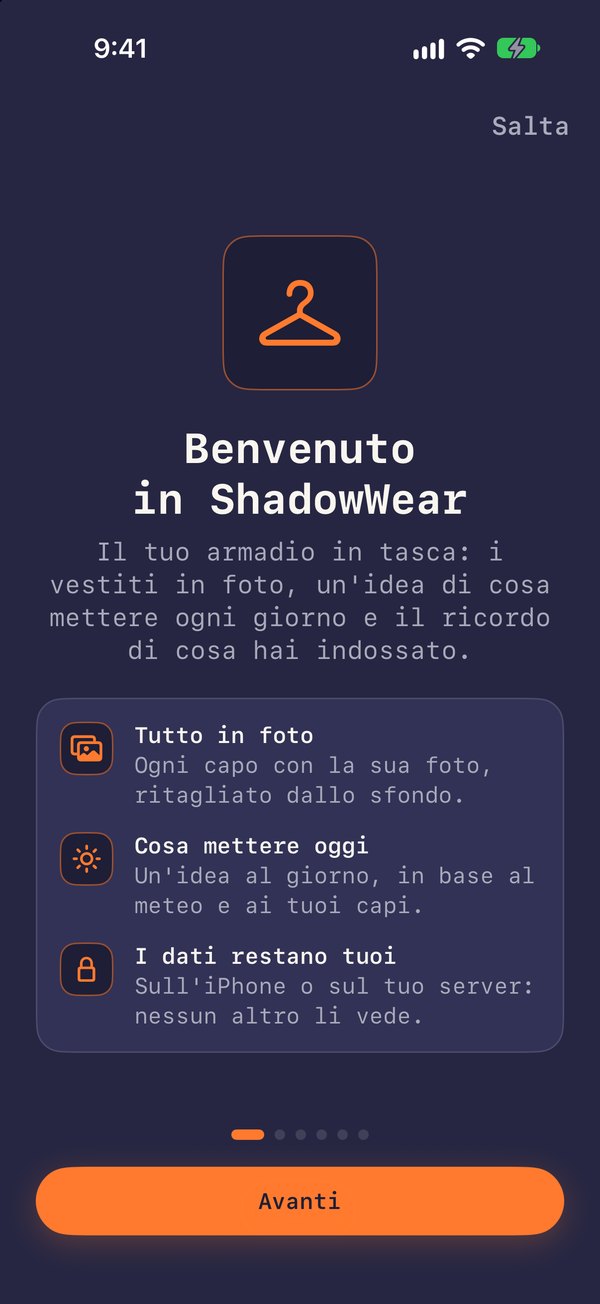 9:41
Salta
Benvenuto
in ShadowWear
Il tuo armadio in tasca: i
vestiti in foto, un'idea di cosa
mettere ogni giorno e il ricordo
di cosa hai indossato.
Tutto in foto
Ogni capo con la sua foto,
ritagliato dallo sfondo.
Cosa mettere oggi
Un'idea al giorno, in base al
meteo e ai tuoi capi.
I dati restano tuoi
Sull'iPhone o sul tuo server:
nessun altro li vede.
Avanti